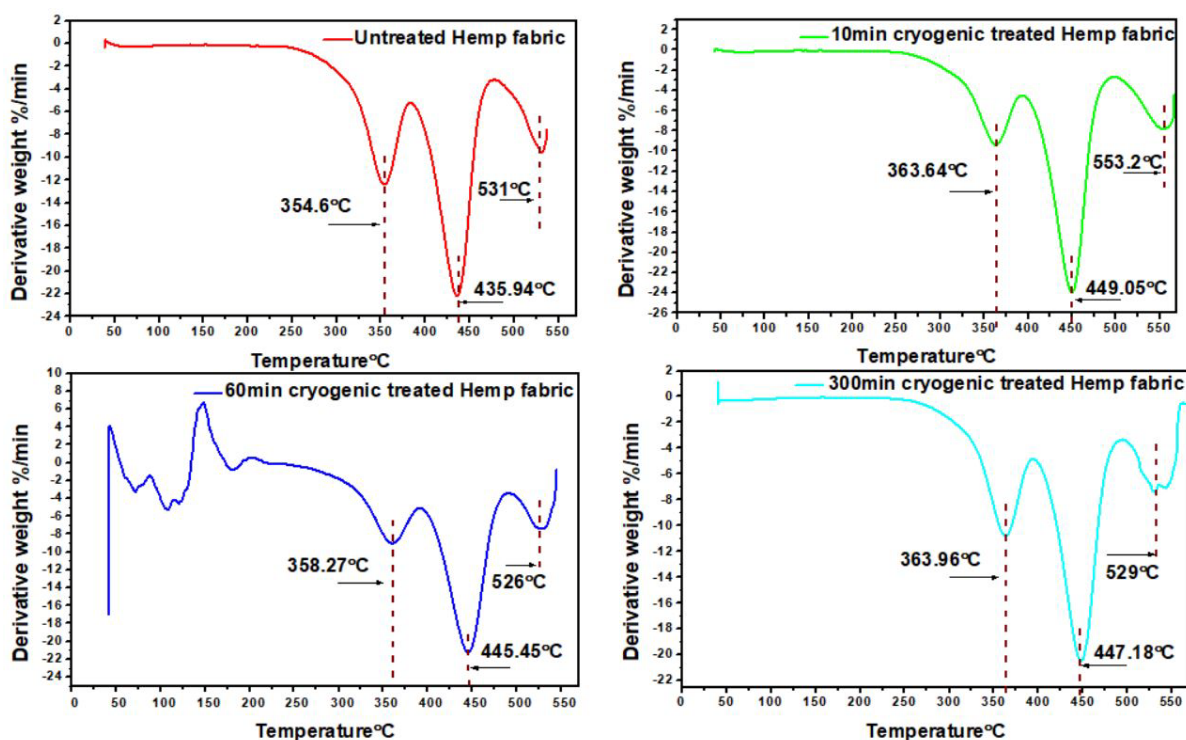 Untreated Hemp fabric
Derivative weight %/min
2
0
-2
-4
-6
-8
-10
-12
-14
-16
-18
-20
-22
-24
354.6°C
531°C
435.94°C
0 50 100 150 200 250 300 350 400 450 500 550
Temperature°C
10min cryogenic treated Hemp fabric
Derivative weight %/min
4
2
0
-2
-4
-6
-8
-10
-12
-14
-16
-18
-20
-22
-24
-26
363.64°C
553.2°C
449.05°C
0 50 100 150 200 250 300 350 400 450 500 550
Temperature°C
60min cryogenic treated Hemp fabric
Derivative weight %/min
10
8
6
4
2
0
-2
-4
-6
-8
-10
-12
-14
-16
-18
-20
-22
-24
358.27°C
526°C
445.45°C
0 50 100 150 200 250 300 350 400 450 500 550
Temperature°C
300min cryogenic treated Hemp fabric
Derivative weight %/min
2
0
-2
-4
-6
-8
-10
-12
-14
-16
-18
-20
-22
363.96°C
529°C
447.18°C
0 50 100 150 200 250 300 350 400 450 500 550
Temperature°C